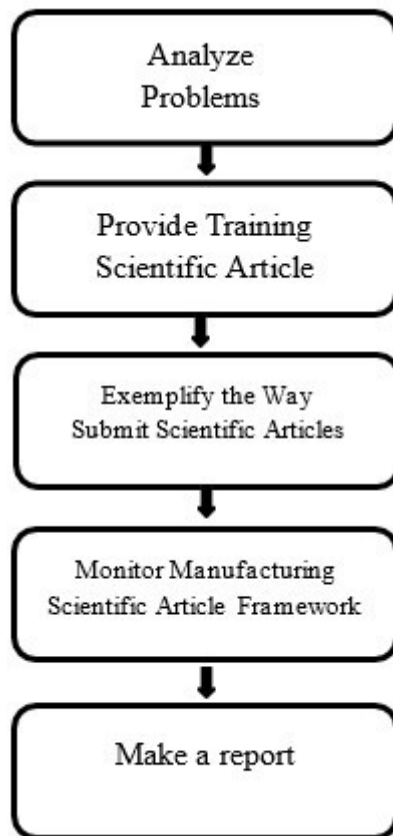 Analyze
Problems
Provide Training
Scientific Article
Exemplify the Way
Submit Scientific Articles
Monitor Manufacturing
Scientific Article Framework
Make a report